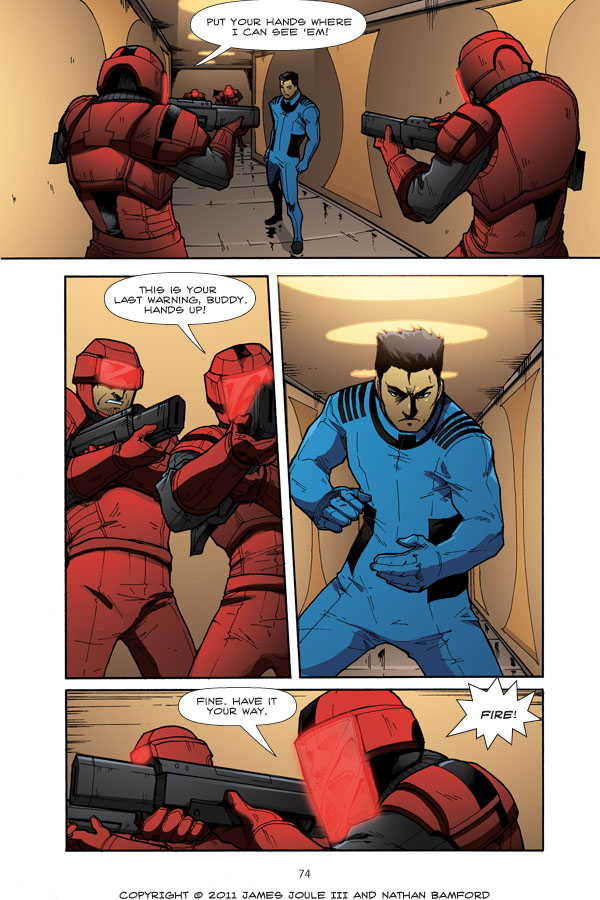 PUT YOUR HANDS WHERE
I CAN SEE 'EM!
THIS IS YOUR
LAST WARNING, BUDDY.
HANDS UP!
FINE. HAVE IT
YOUR WAY.
FIRE!
74
COPYRIGHT © 2011 JAMES JOULE III AND NATHAN BAMFORD